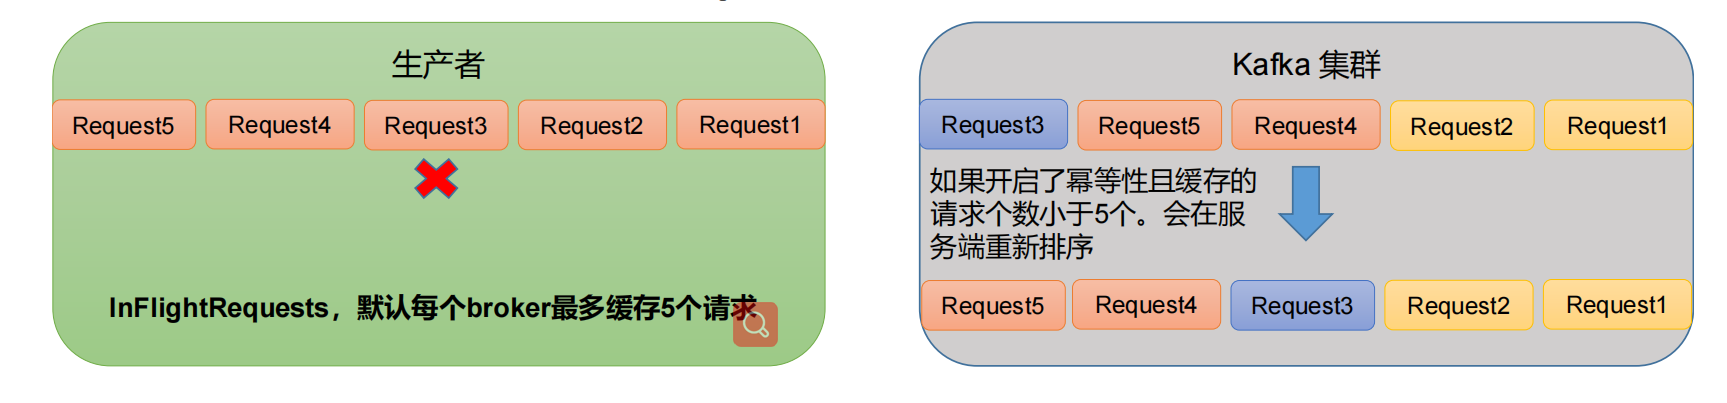 生产者
Request5 Request4 Request3 Request2 Request1
InFlightRequests，默认每个broker最多缓存5个请求
Kafka 集群
Request3 Request5 Request4 Request2 Request1
如果开启了幂等性且缓存的
请求个数小于5个。会在服
务端重新排序
Request5 Request4 Request3 Request2 Request1